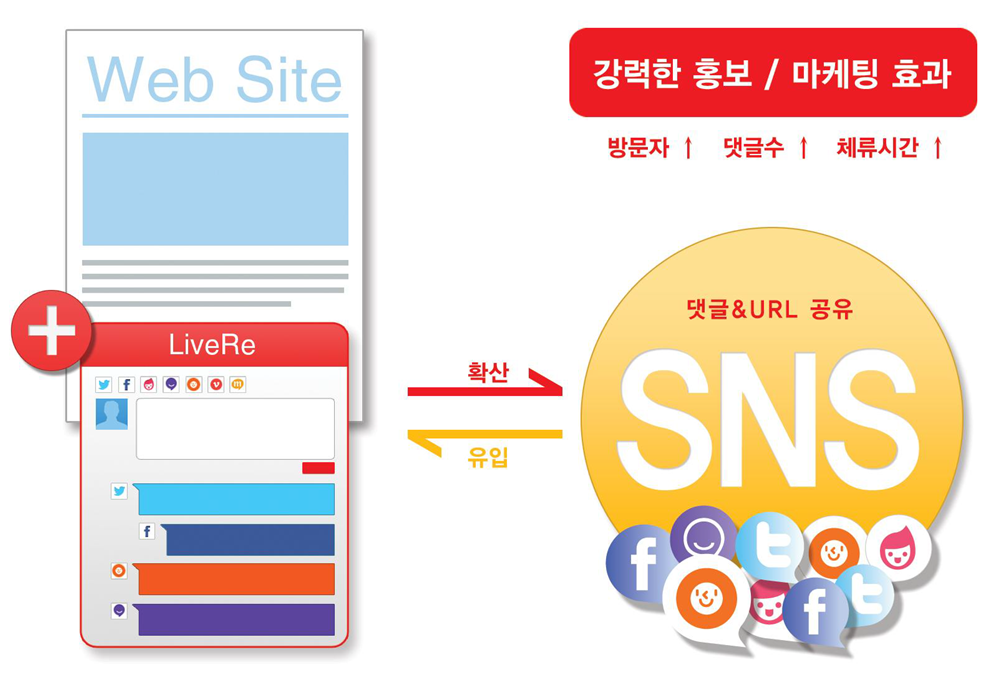 Web Site
강력한 홍보 / 마케팅 효과
방문자 ↑ 댓글수 ↑ 체류시간 ↑
LiveRe
댓글&URL 공유
SNS
확산
유입